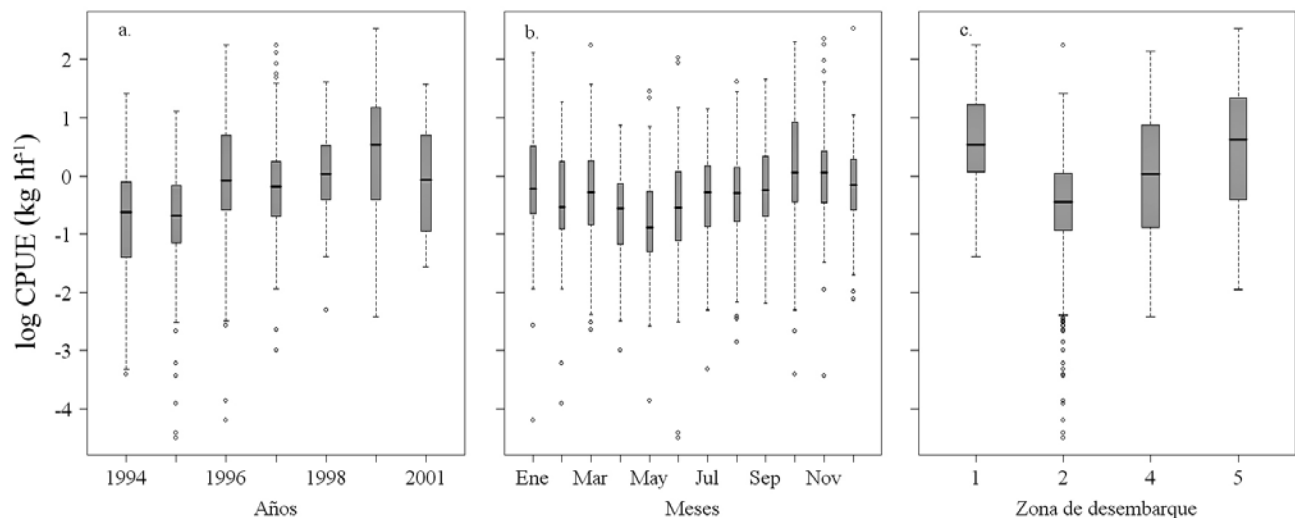 a.
b.
c.
log CPUE (kg hf⁻¹)
2
1
0
-1
-2
-3
-4
1994 1996 1998 2001
Ene Mar May Jul Sep Nov
1 2 4 5
Años
Meses
Zona de desembarque